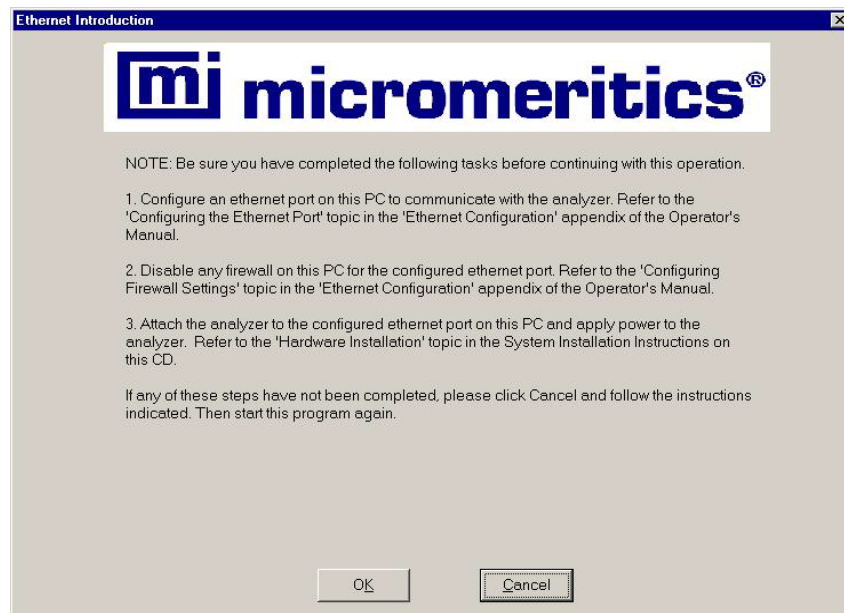 Ethernet Introduction
mi micromeritics®
NOTE: Be sure you have completed the following tasks before continuing with this operation.
1. Configure an ethernet port on this PC to communicate with the analyzer. Refer to the
'Configuring the Ethernet Port' topic in the 'Ethernet Configuration' appendix of the Operator's
Manual.
2. Disable any firewall on this PC for the configured ethernet port. Refer to the 'Configuring
Firewall Settings' topic in the 'Ethernet Configuration' appendix of the Operator's Manual.
3. Attach the analyzer to the configured ethernet port on this PC and apply power to the
analyzer. Refer to the 'Hardware Installation' topic in the System Installation Instructions on
this CD.
If any of these steps have not been completed, please click Cancel and follow the instructions
indicated. Then start this program again.
OK
Cancel